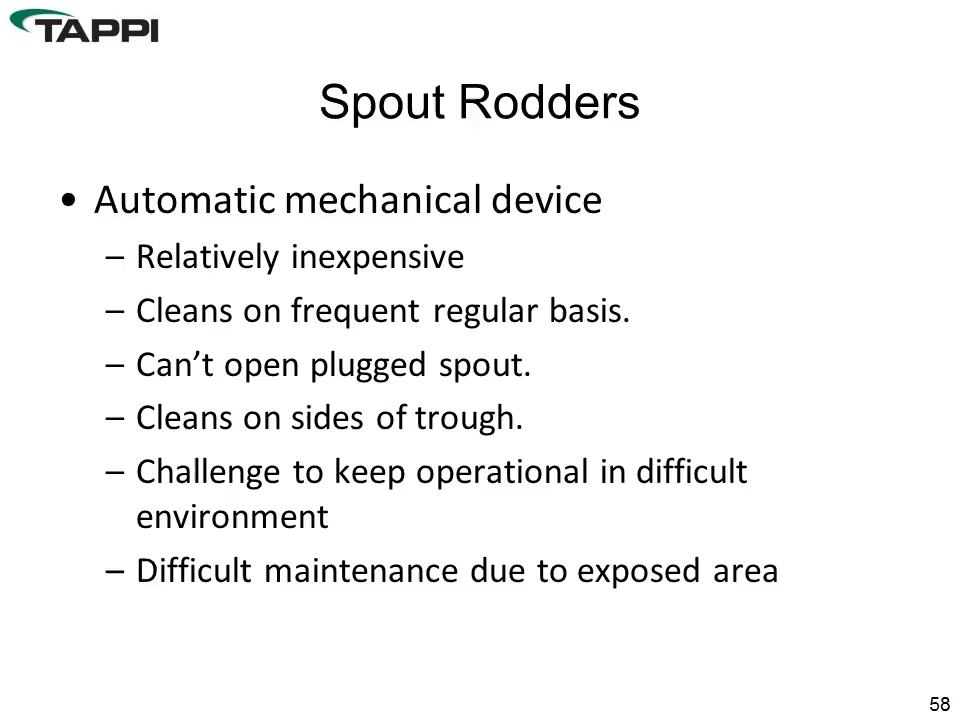 TAPPI
Spout Rodders
• Automatic mechanical device
– Relatively inexpensive
– Cleans on frequent regular basis.
– Can’t open plugged spout.
– Cleans on sides of trough.
– Challenge to keep operational in difficult
environment
– Difficult maintenance due to exposed area
58